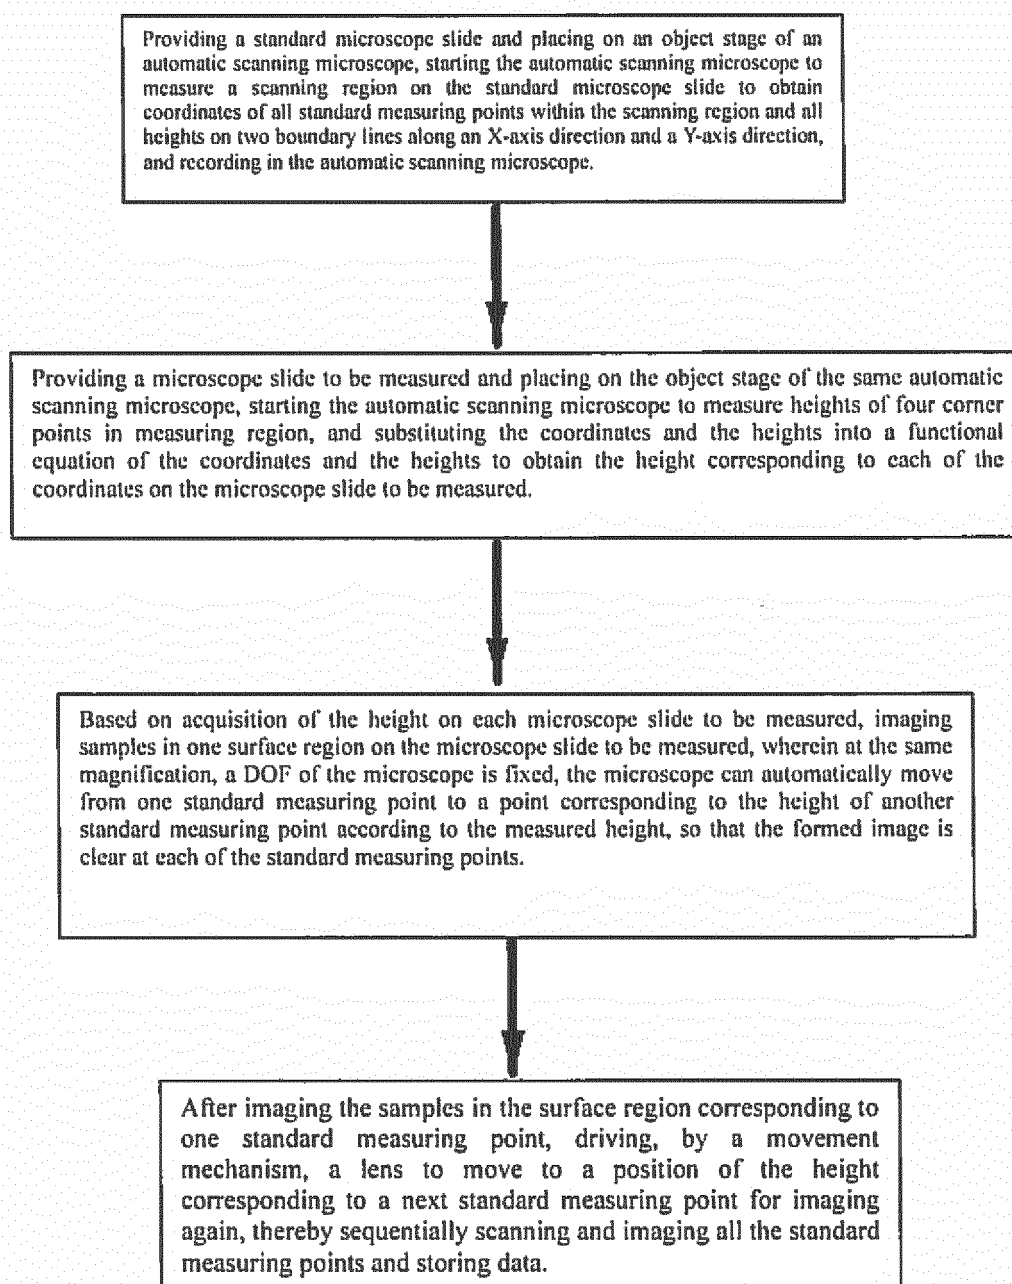 Providing a standard microscope slide and placing on an object stage of an
automatic scanning microscope, starting the automatic scanning microscope to
measure a scanning region on the standard microscope slide to obtain
coordinates of all standard measuring points within the scanning region and all
heights on two boundary lines along an X-axis direction and a Y-axis direction,
and recording in the automatic scanning microscope.
Providing a microscope slide to be measured and placing on the object stage of the same automatic
scanning microscope, starting the automatic scanning microscope to measure heights of four corner
points in measuring region, and substituting the coordinates and the heights into a functional
equation of the coordinates and the heights to obtain the height corresponding to each of the
coordinates on the microscope slide to be measured.
Based on acquisition of the height on each microscope slide to be measured, imaging
samples in one surface region on the microscope slide to be measured, wherein at the same
magnification, a DOF of the microscope is fixed, the microscope can automatically move
from one standard measuring point to a point corresponding to the height of another
standard measuring point according to the measured height, so that the formed image is
clear at each of the standard measuring points.
After imaging the samples in the surface region corresponding to
one standard measuring point, driving, by a movement
mechanism, a lens to move to a position of the height
corresponding to a next standard measuring point for imaging
again, thereby sequentially scanning and imaging all the standard
measuring points and storing data.